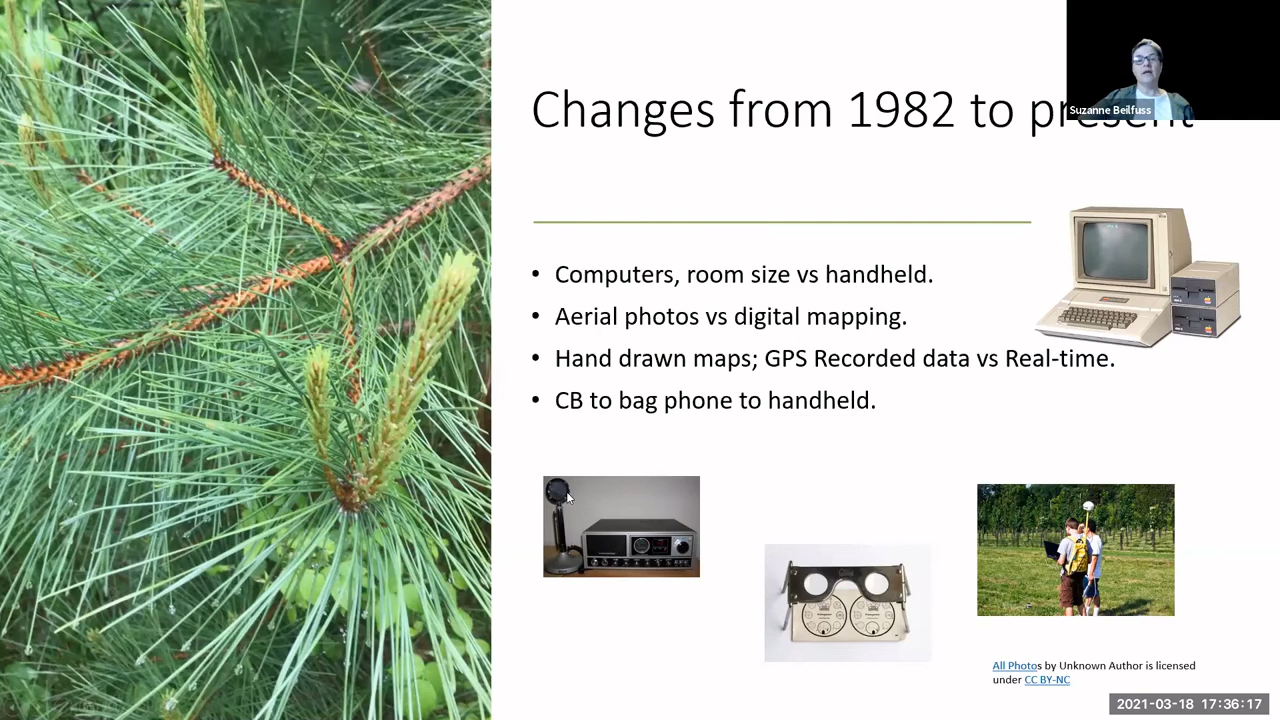 Changes from 1982 to present
Suzanne Beilfuss
• Computers, room size vs handheld.
• Aerial photos vs digital mapping.
• Hand drawn maps; GPS Recorded data vs Real-time.
• CB to bag phone to handheld.
All Photos by Unknown Author is licensed
under CC BY-NC
2021-03-18 17:36:17